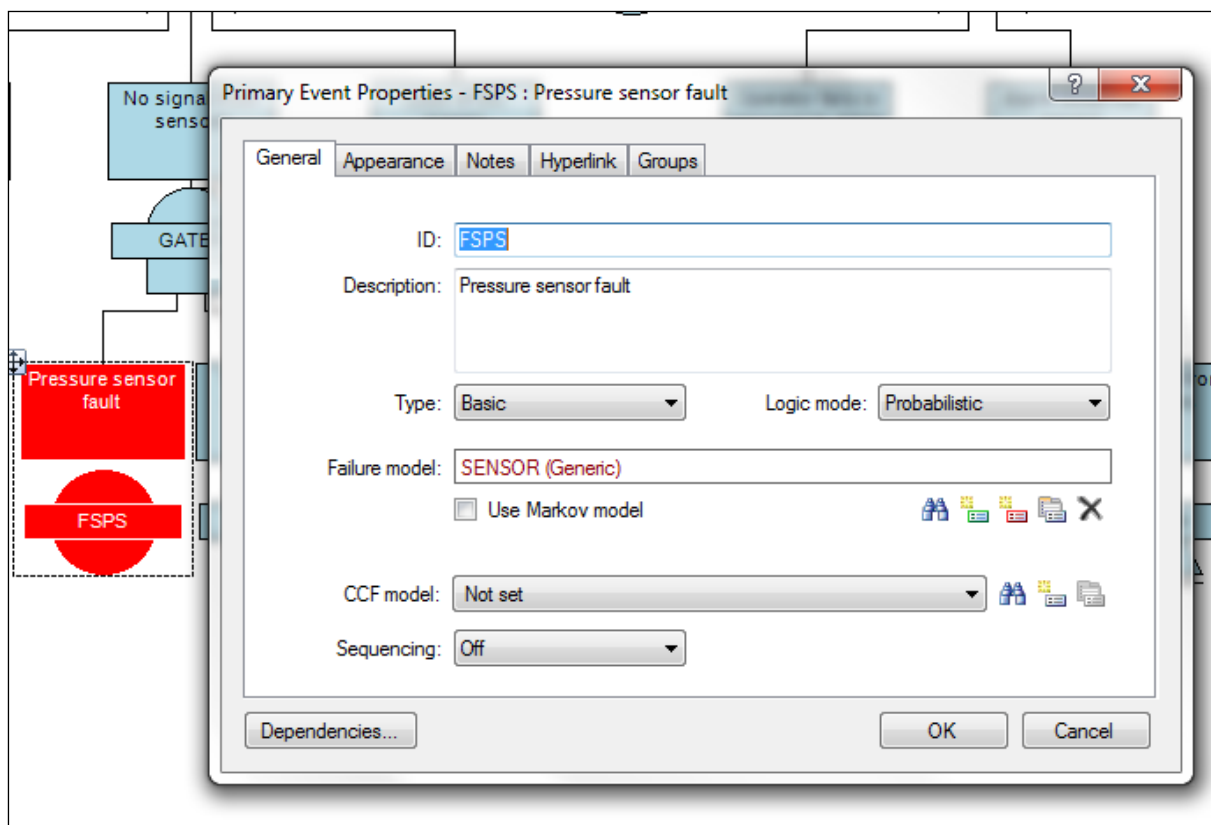 Primary Event Properties - FSPS : Pressure sensor fault
?
X
No signa
senso
General
Appearance
Notes
Hyperlink
Groups
GATE
ID:
FSPS
Description:
Pressure sensor fault
Pressure sensor
fault
Type:
Basic
Logic mode:
Probabilistic
Failure model:
SENSOR (Generic)
Use Markov model
FSPS
CCF model:
Not set
Sequencing:
Off
Dependencies...
OK
Cancel